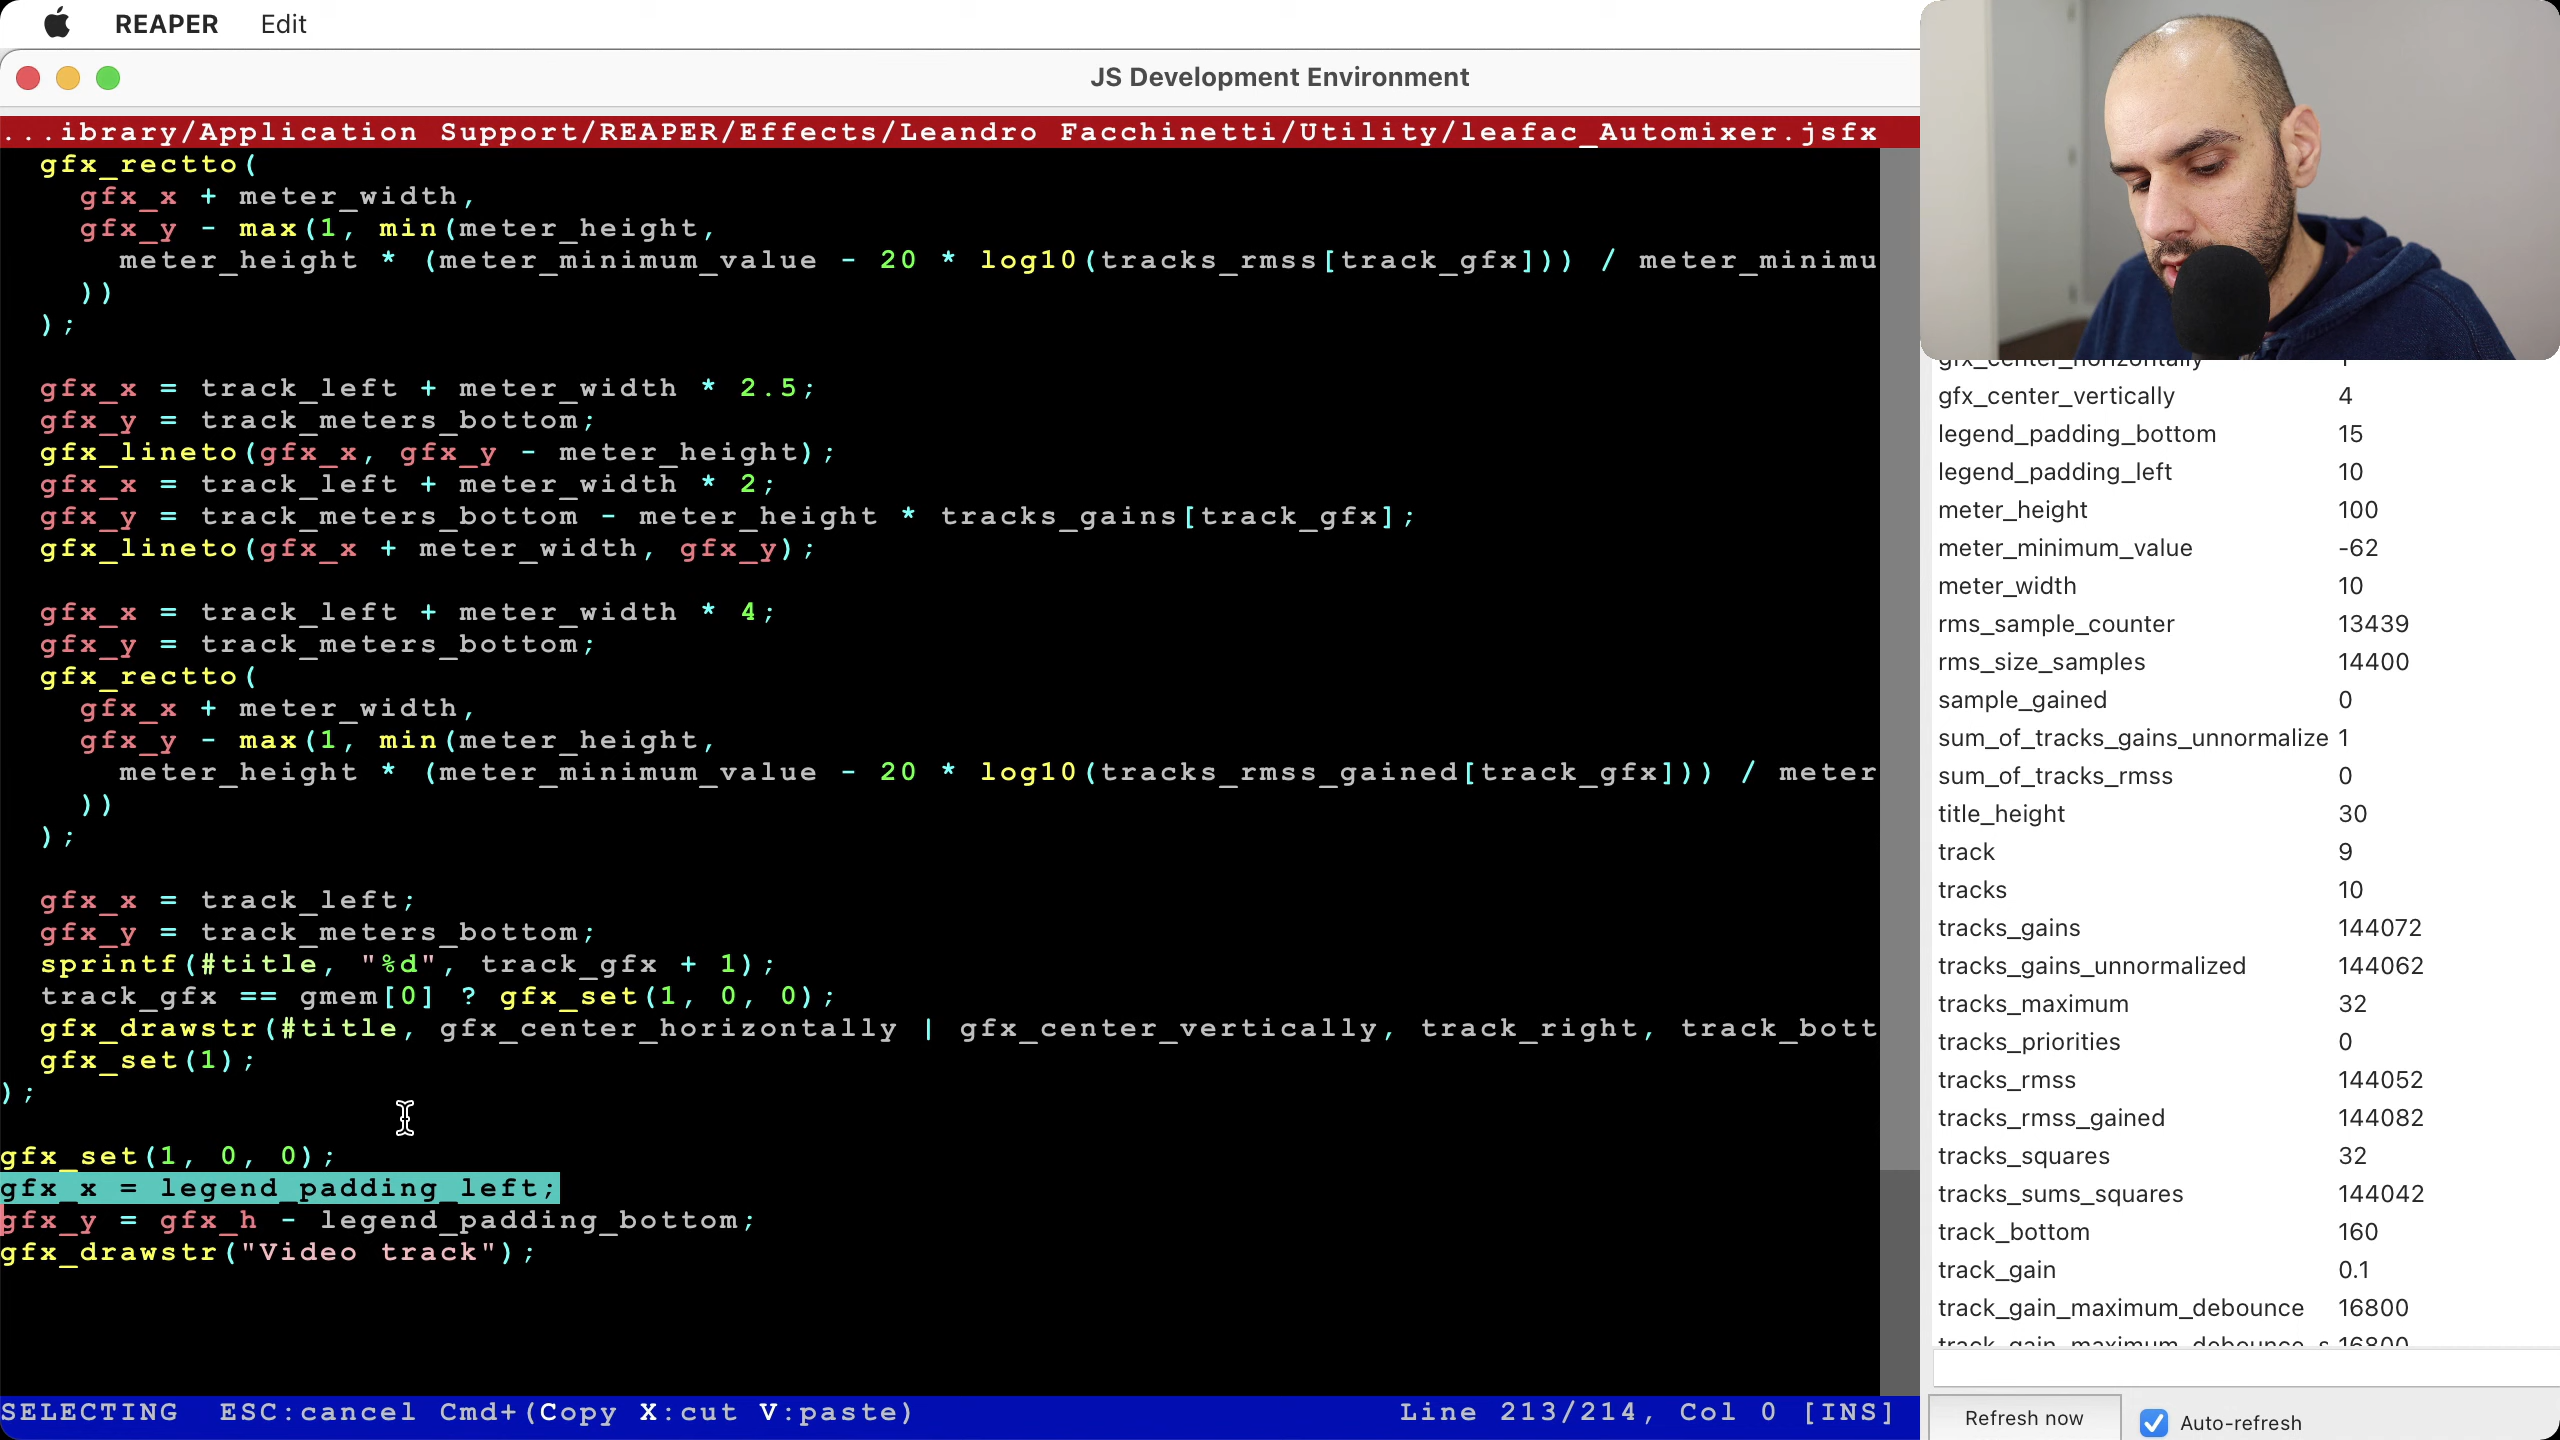 REAPER Edit
JS Development Environment
...ibrary/Application Support/REAPER/Effects/Leandro Facchinetti/Utility/leafac_Automixer.jsfx
gfx_rectto(
gfx_x + meter_width,
gfx_y - max(1, min(meter_height,
meter_height * (meter_minimum_value - 20 * log10(tracks_rmss[track_gfx])) / meter_minimu
))
);
gfx_x = track_left + meter_width * 2.5;
gfx_y = track_meters_bottom;
gfx_lineto(gfx_x, gfx_y - meter_height);
gfx_x = track_left + meter_width * 2;
gfx_y = track_meters_bottom - meter_height * tracks_gains[track_gfx];
gfx_lineto(gfx_x + meter_width, gfx_y);
gfx_x = track_left + meter_width * 4;
gfx_y = track_meters_bottom;
gfx_rectto(
gfx_x + meter_width,
gfx_y - max(1, min(meter_height,
meter_height * (meter_minimum_value - 20 * log10(tracks_rmss_gained[track_gfx])) / meter
))
);
gfx_x = track_left;
gfx_y = track_meters_bottom;
sprintf(#title, "%d", track_gfx + 1);
track_gfx == gmem[0] ? gfx_set(1, 0, 0);
gfx_drawstr(#title, gfx_center_horizontally | gfx_center_vertically, track_right, track_bott
gfx_set(1);
);
gfx_set(1, 0, 0);
gfx_x = legend_padding_left;
gfx_y = gfx_h - legend_padding_bottom;
gfx_drawstr("Video track");
SELECTING ESC:cancel Cmd+(Copy X:cut V:paste) Line 213/214, Col 0 [INS]
gfx_center_horizontally 1
gfx_center_vertically 4
legend_padding_bottom 15
legend_padding_left 10
meter_height 100
meter_minimum_value -62
meter_width 10
rms_sample_counter 13439
rms_size_samples 14400
sample_gained 0
sum_of_tracks_gains_unnormalize 1
sum_of_tracks_rmss 0
title_height 30
track 9
tracks 10
tracks_gains 144072
tracks_gains_unnormalized 144062
tracks_maximum 32
tracks_priorities 0
tracks_rmss 144052
tracks_rmss_gained 144082
tracks_squares 32
tracks_sums_squares 144042
track_bottom 160
track_gain 0.1
track_gain_maximum_debounce 16800
track_gain_maximum_debounce_s 16800
Refresh now Auto-refresh